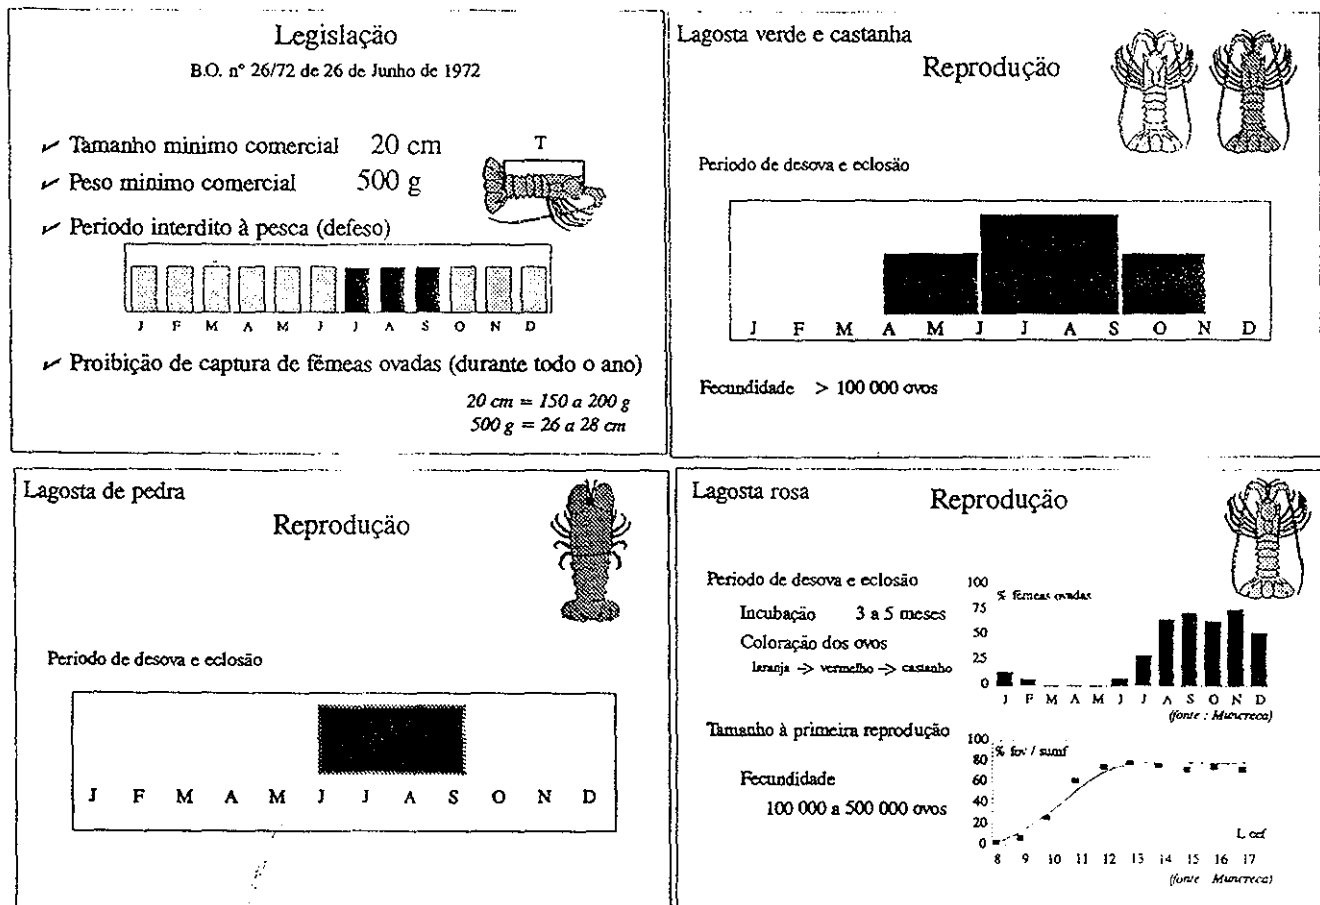 Legislação
B.O. nº 26/72 de 26 de Junho de 1972
Tamanho minimo comercial 20 cm
T
Peso minimo comercial 500 g
Periodo interdito à pesca (defeso)
J F M A M J J A S O N D
Proibição de captura de fêmeas ovadas (durante todo o ano)
20 cm = 150 a 200 g
500 g = 26 a 28 cm
Lagosta verde e castanha
Reprodução
Periodo de desova e eclosão
J F M A M J J A S O N D
Fecundidade > 100 000 ovos
Lagosta de pedra
Reprodução
Periodo de desova e eclosão
J F M A M J J A S O N D
Lagosta rosa
Reprodução
Periodo de desova e eclosão
Incubação 3 a 5 meses
Coloração dos ovos
laranja -> vermelho -> castanho
100
% fêmeas ovadas
75
50
25
0
J F M A M J J A S O N D
(fonte : Muncreca)
Tamanho à primeira reprodução
Fecundidade
100 000 a 500 000 ovos
100
% fov / sumf
80
60
40
20
0
L cef
8 9 10 11 12 13 14 15 16 17
(fonte Muncreca)